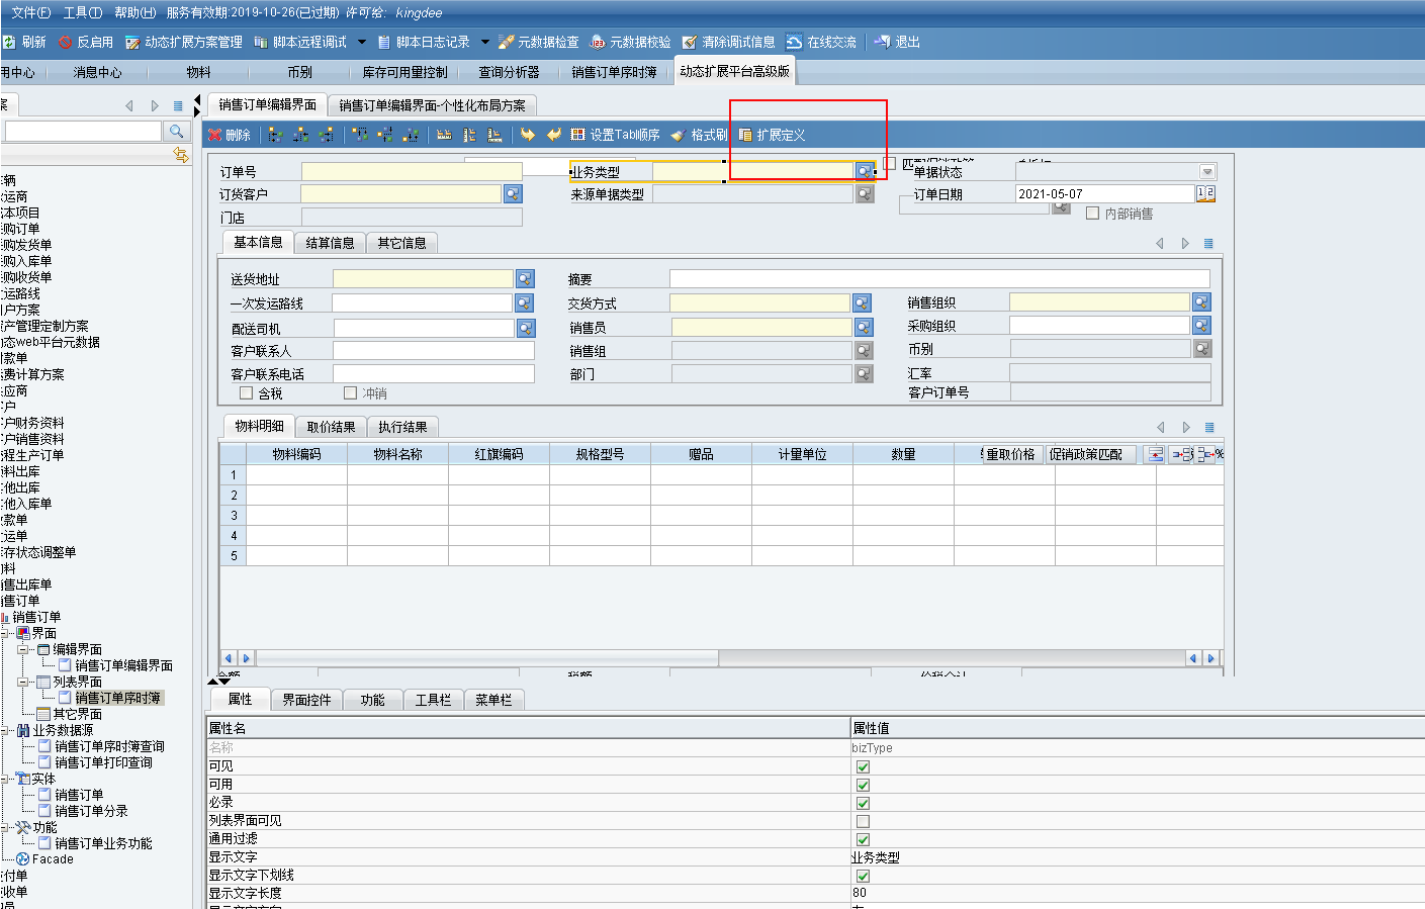 文件(F) 工具(T) 帮助(H) 服务有效期:2019-10-26(已过期) 许可给: kingdee
刷新 反启用 动态扩展方案管理 脚本远程调试 脚本日志记录 元数据检查 元数据校验 清除调试信息 在线交流 退出
用中心 消息中心 物料 币别 库存可用量控制 查询分析器 销售订单序时簿 动态扩展平台高级版
销售订单编辑界面 销售订单编辑界面-个性化布局方案
删除 设置Tab顺序 格式刷 扩展定义
订单号 业务类型 单据状态
订货客户 来源单据类型 订单日期 2021-05-07
门店 内部销售
基本信息 结算信息 其它信息
送货地址 摘要
一次发运路线 交货方式 销售组织
配送司机 销售员 采购组织
客户联系人 销售组 币别
客户联系电话 部门 汇率
含税 冲销 客户订单号
物料明细 取价结果 执行结果
物料编码 物料名称 红旗编码 规格型号 赠品 计量单位 数量 重取价格 促销政策匹配
1
2
3
4
5
属性 界面控件 功能 工具栏 菜单栏
属性名 属性值
名称 bizType
可见
可用
必录
列表界面可见
通用过滤
显示文字 业务类型
显示文字下划线
显示文字长度 80
辆
运商
本项目
购订单
购发货单
购入库单
购收货单
运路线
户方案
产管理定制方案
态web平台元数据
款单
费计算方案
应商
户
户财务资料
户销售资料
程生产订单
料出库
他出库
他入库单
款单
运单
存状态调整单
料
售出库单
售订单
销售订单
界面
编辑界面
销售订单编辑界面
列表界面
销售订单序时簿
其它界面
业务数据源
销售订单序时簿查询
销售订单打印查询
实体
销售订单
销售订单分录
功能
销售订单业务功能
Facade
付单
收单